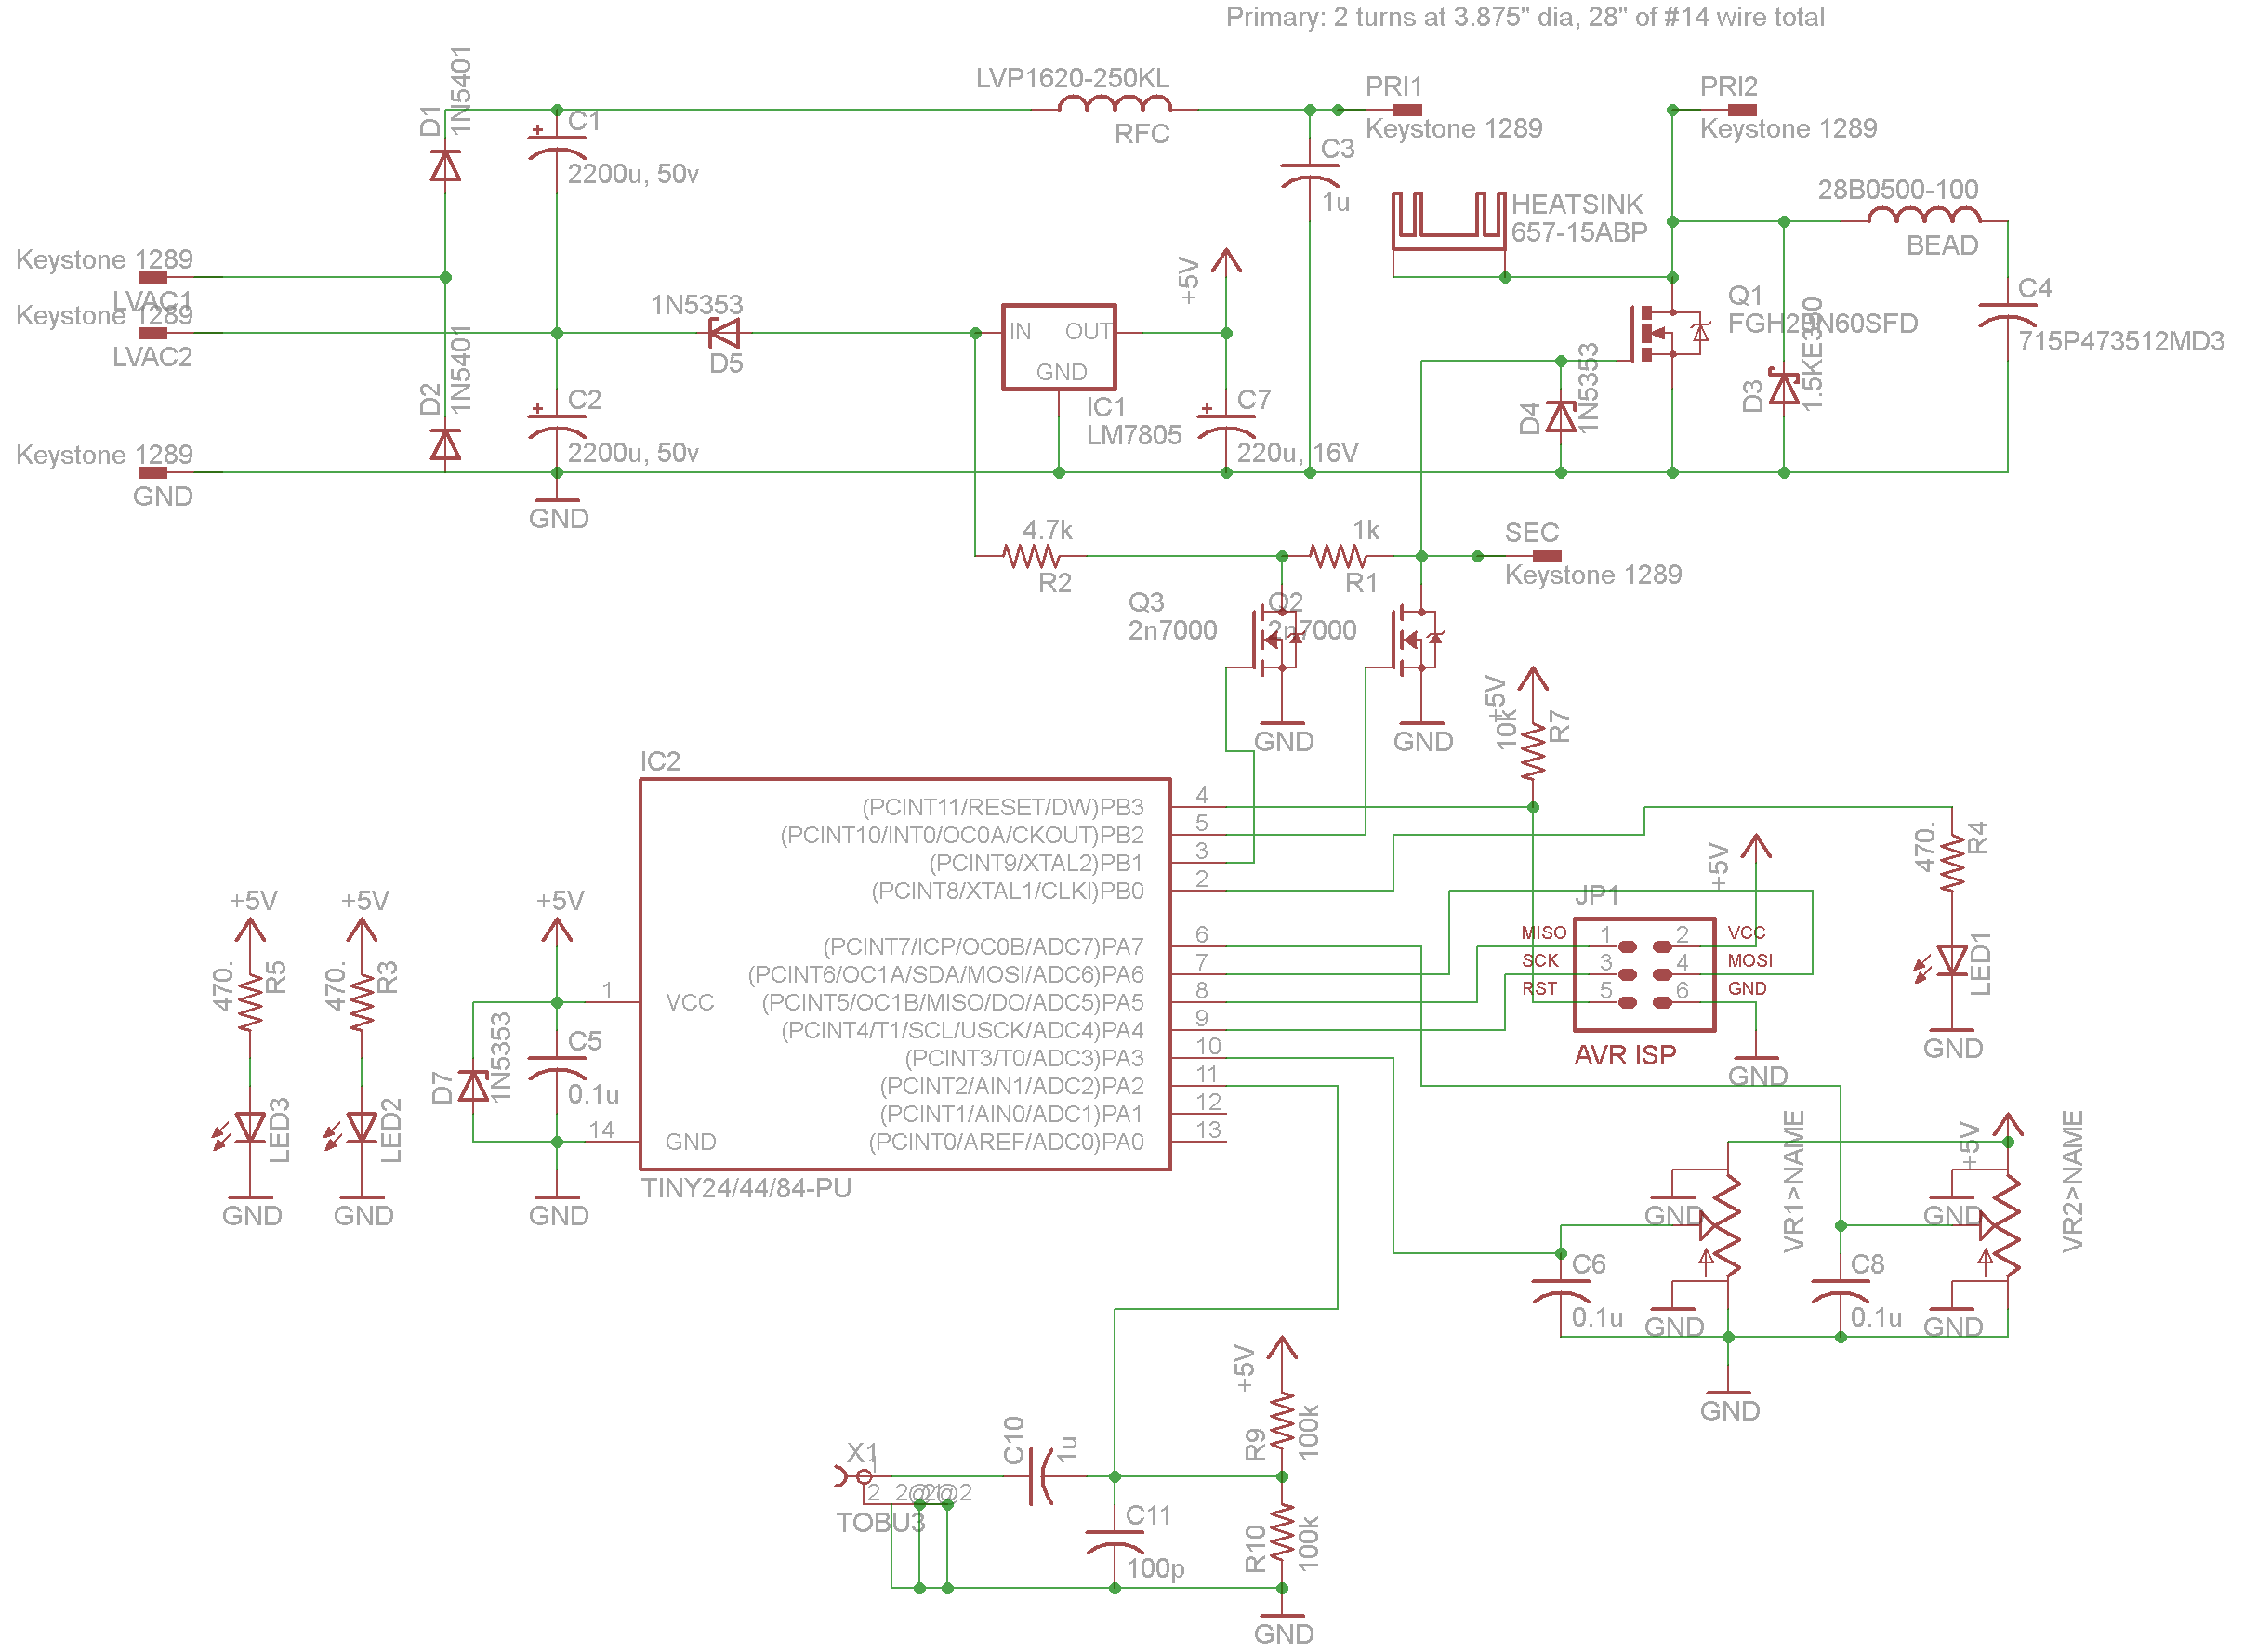 Primary: 2 turns at 3.875" dia, 28" of #14 wire total
D1
1N5401
C1
2200u, 50v
LVP1620-250KL
RFC
PRI1
Keystone 1289
PRI2
Keystone 1289
C3
1u
HEATSINK
657-15ABP
28B0500-100
BEAD
Keystone 1289
LVAC1
Keystone 1289
LVAC2
1N5353
D5
+5V
IN
OUT
GND
IC1
LM7805
Q1
FGH20N60SFD
C4
715P473512MD3
D2
1N5401
C2
2200u, 50v
C7
220u, 16V
D4
1N5353
D3
1.5KE390
Keystone 1289
GND
GND
4.7k
R2
1k
R1
SEC
Keystone 1289
Q3
2n7000
Q2
2n7000
GND
GND
+5V
10k
R7
IC2
(PCINT11/RESET/DW)PB3
4
(PCINT10/INT0/OC0A/CKOUT)PB2
5
(PCINT9/XTAL2)PB1
3
(PCINT8/XTAL1/CLKI)PB0
2
(PCINT7/ICP/OC0B/ADC7)PA7
6
(PCINT6/OC1A/SDA/MOSI/ADC6)PA6
7
(PCINT5/OC1B/MISO/DO/ADC5)PA5
8
(PCINT4/T1/SCL/USCK/ADC4)PA4
9
(PCINT3/T0/ADC3)PA3
10
(PCINT2/AIN1/ADC2)PA2
11
(PCINT1/AIN0/ADC1)PA1
12
(PCINT0/AREF/ADC0)PA0
13
1
VCC
14
GND
TINY24/44/84-PU
+5V
470.
R5
LED3
GND
+5V
470.
R3
LED2
GND
+5V
D7
1N5353
C5
0.1u
GND
+5V
JP1
MISO 1 2 VCC
SCK 3 4 MOSI
RST 5 6 GND
AVR ISP
GND
470.
R4
LED1
GND
GND
VR1>NAME
C6
0.1u
GND
+5V
GND
VR2>NAME
C8
0.1u
GND
GND
X1
1
2
2@1
2@2
TOBU3
C10
1u
C11
100p
+5V
R9
100k
R10
100k
GND